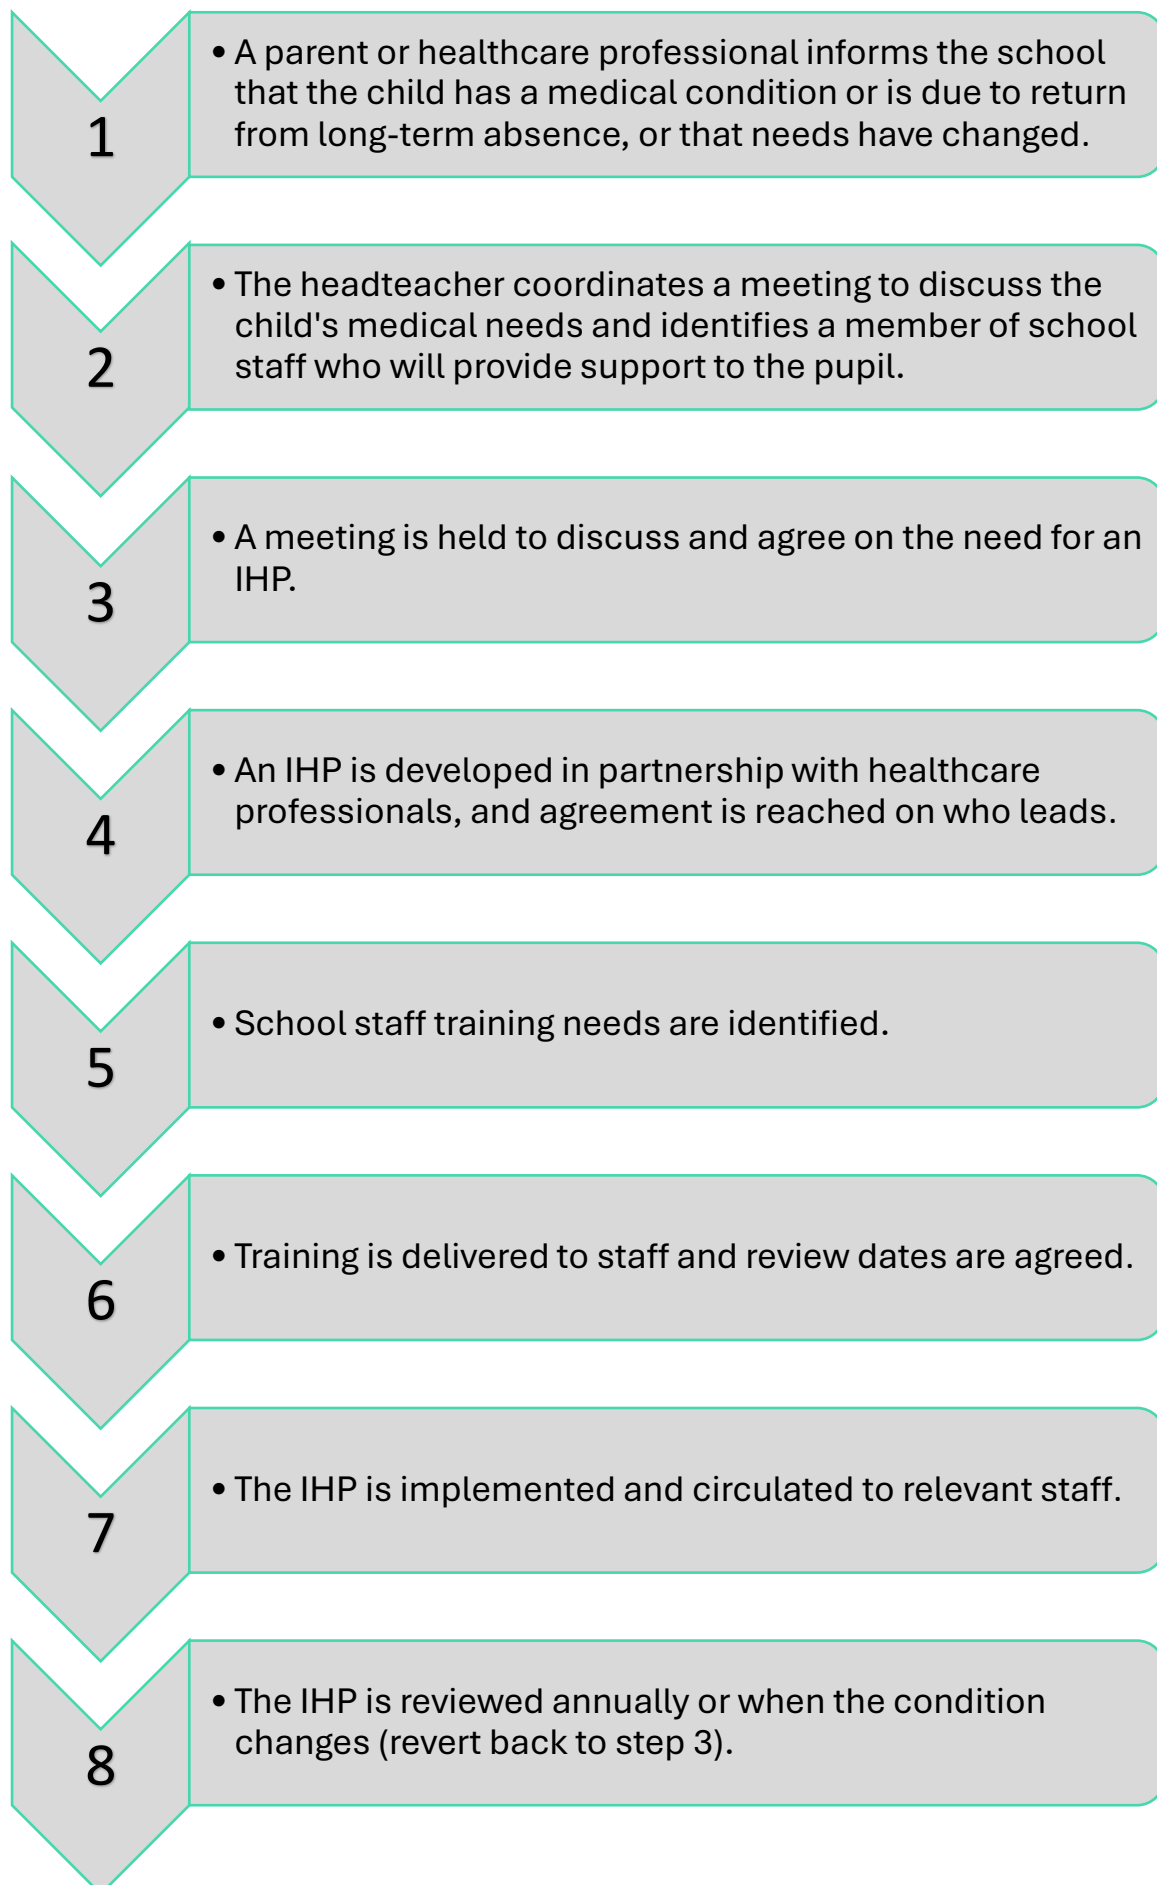 1
• A parent or healthcare professional informs the school
that the child has a medical condition or is due to return
from long-term absence, or that needs have changed.
2
• The headteacher coordinates a meeting to discuss the
child's medical needs and identifies a member of school
staff who will provide support to the pupil.
3
• A meeting is held to discuss and agree on the need for an
IHP.
4
• An IHP is developed in partnership with healthcare
professionals, and agreement is reached on who leads.
5
• School staff training needs are identified.
6
• Training is delivered to staff and review dates are agreed.
7
• The IHP is implemented and circulated to relevant staff.
8
• The IHP is reviewed annually or when the condition
changes (revert back to step 3).